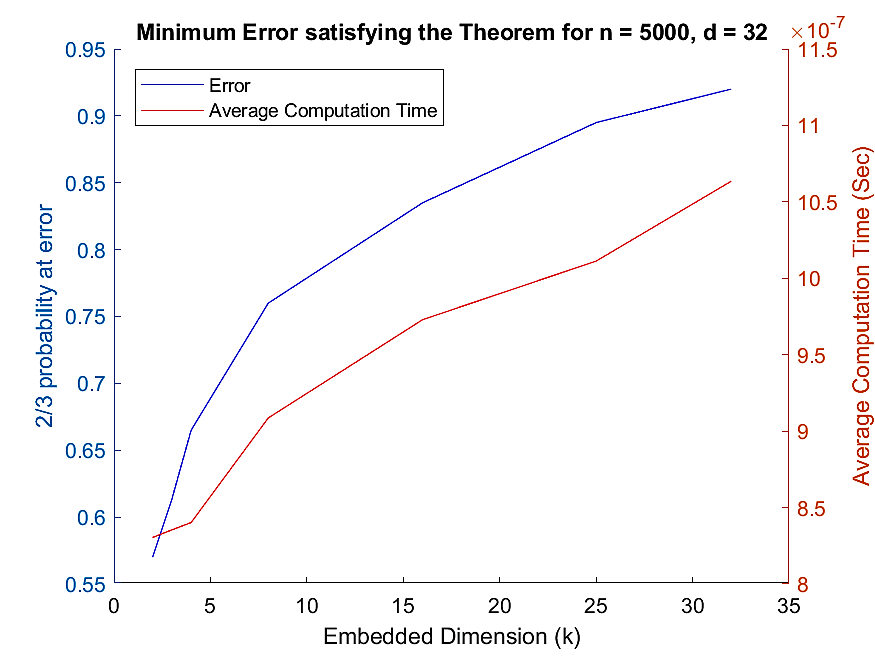 Minimum Error satisfying the Theorem for n = 5000, d = 32
×10-7
Error
Average Computation Time
2/3 probability at error
0.95
0.9
0.85
0.8
0.75
0.7
0.65
0.6
0.55
11.5
11
10.5
10
9.5
9
8.5
8
Average Computation Time (Sec)
0 5 10 15 20 25 30 35
Embedded Dimension (k)